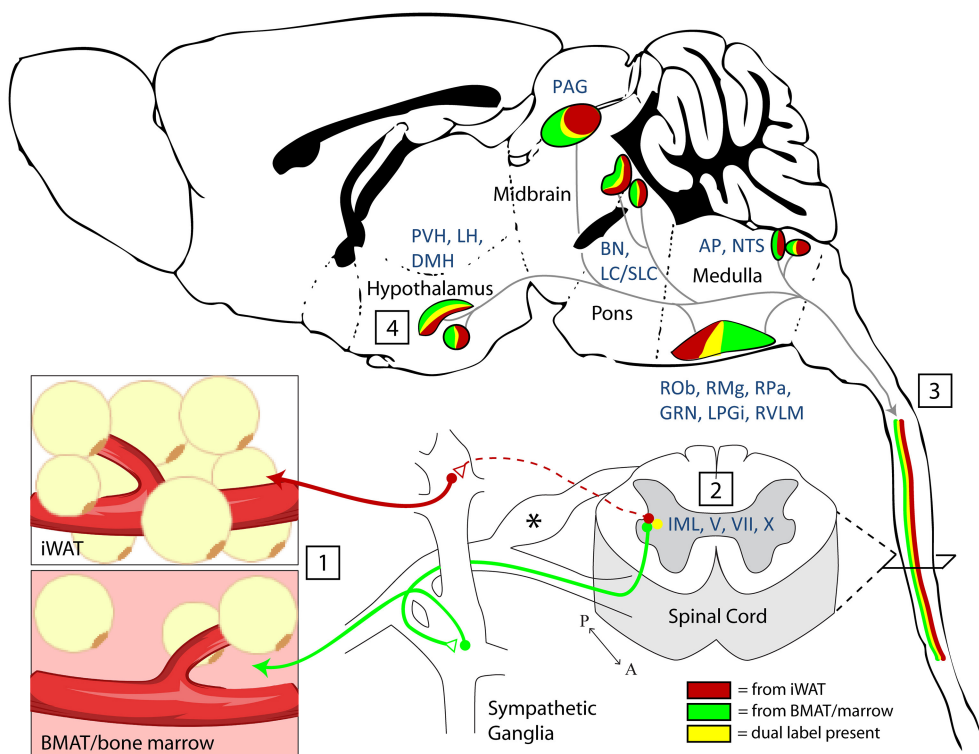 PAG
Midbrain
PVH, LH,
DMH
Hypothalamus
4
BN,
LC/SLC
Pons
AP, NTS
Medulla
ROb, RMg, RPa,
GRN, LPGi, RVLM
3
iWAT
1
BMAT/bone marrow
*
2
IML, V, VII, X
Spinal Cord
P
A
Sympathetic
Ganglia
= from iWAT
= from BMAT/marrow
= dual label present